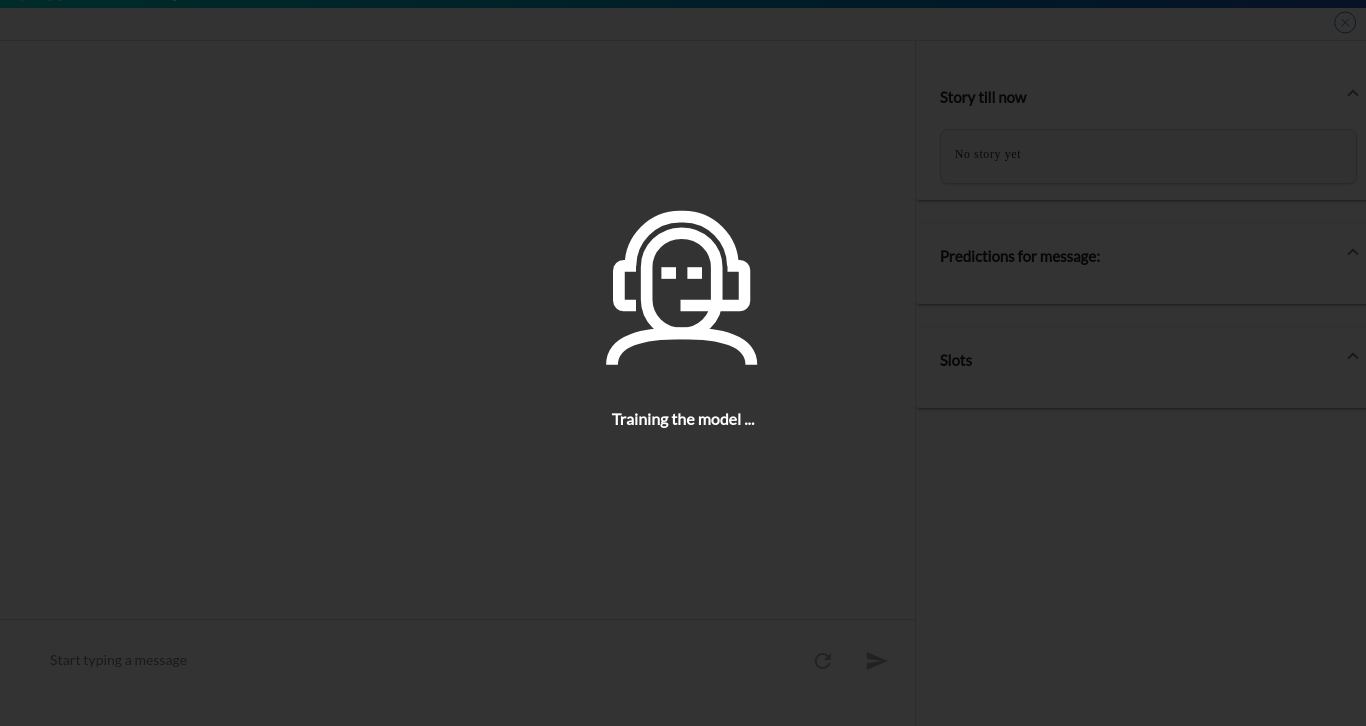 Story till now
No story yet
Predictions for message:
Slots
Training the model ...
Start typing a message